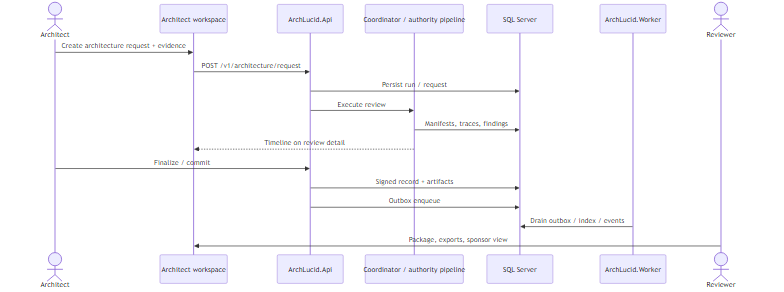 Architect workspace
ArchLucid.Api
Coordinator / authority pipeline
SQL Server
ArchLucid.Worker
Architect
Reviewer
Create architecture request + evidence
POST /v1/architecture/request
Persist run / request
Execute review
Manifests, traces, findings
Timeline on review detail
Finalize / commit
Signed record + artifacts
Outbox enqueue
Drain outbox / index / events
Package, exports, sponsor view
Architect workspace
ArchLucid.Api
Coordinator / authority pipeline
SQL Server
ArchLucid.Worker
Architect
Reviewer